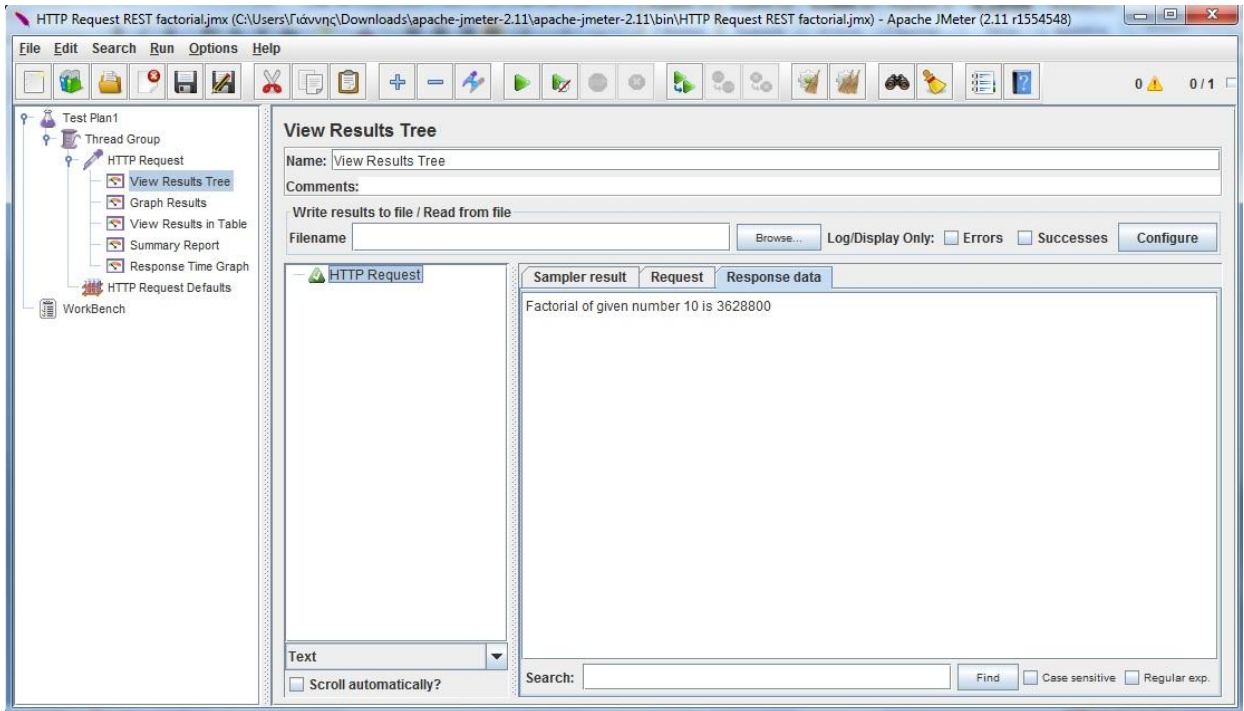 HTTP Request REST factorial.jmx (C:\Users\Γιάννης\Downloads\apache-jmeter-2.11\apache-jmeter-2.11\bin\HTTP Request REST factorial.jmx) - Apache JMeter (2.11 r1554548)
File Edit Search Run Options Help
0 0/1
Test Plan1
Thread Group
HTTP Request
View Results Tree
Graph Results
View Results in Table
Summary Report
Response Time Graph
HTTP Request Defaults
WorkBench
View Results Tree
Name: View Results Tree
Comments:
Write results to file / Read from file
Filename Browse... Log/Display Only: Errors Successes Configure
HTTP Request
Text
Scroll automatically?
Sampler result Request Response data
Factorial of given number 10 is 3628800
Search: Find Case sensitive Regular exp.